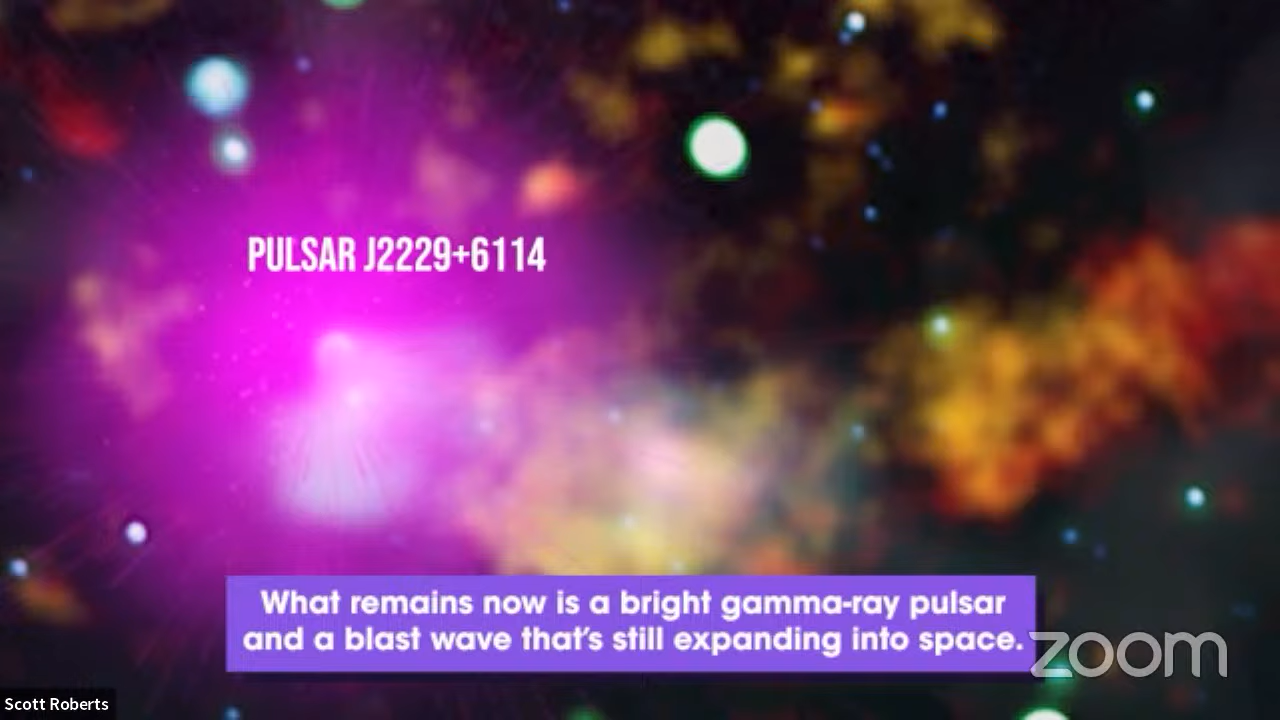 PULSAR J2229+6114
What remains now is a bright gamma-ray pulsar
and a blast wave that's still expanding into space.
zoom
Scott Roberts